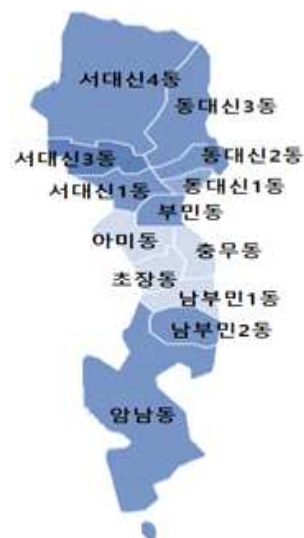 서대신4동
동대신3동
서대신3동
동대신2동
서대신1동
동대신1동
부민동
아미동
충무동
초장동
남부민1동
남부민2동
암남동